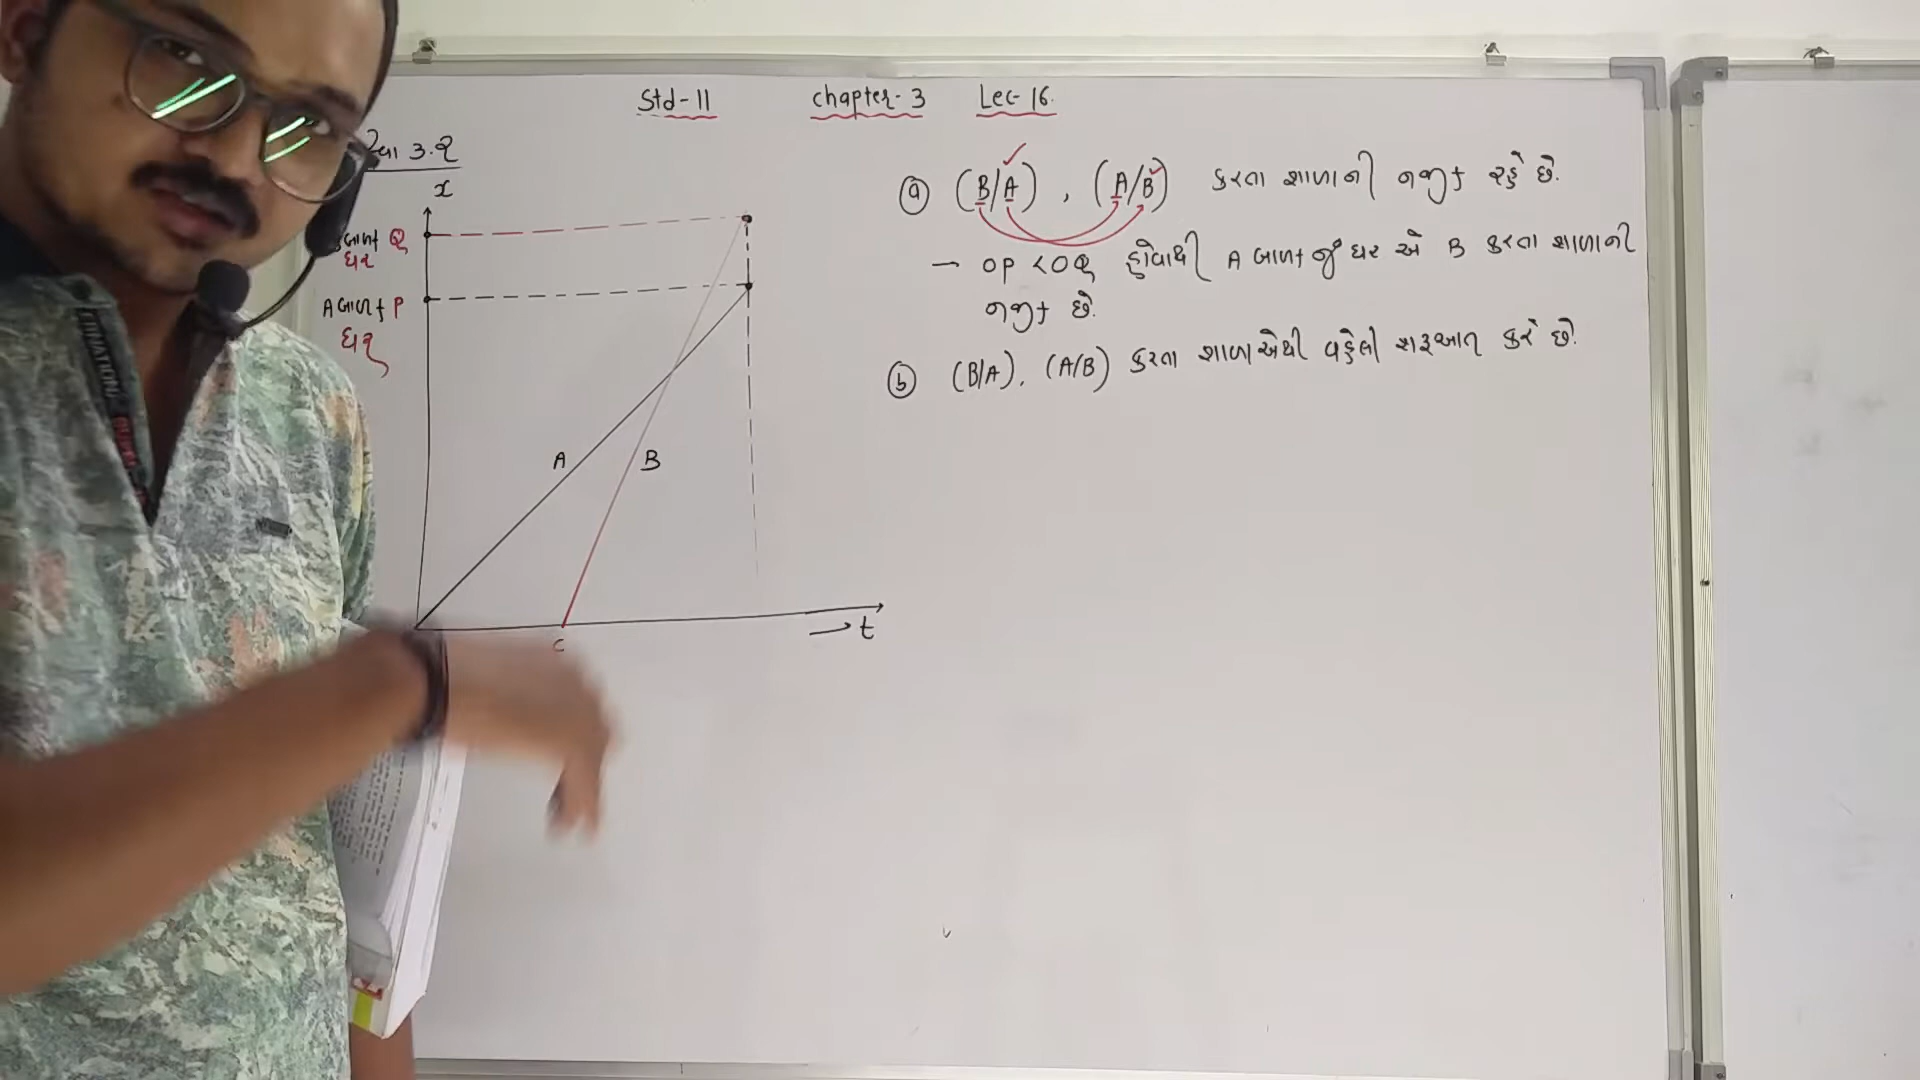 Std-11 chapter-3 Lec-16.
3.2
x
બાળક Q
ઘર
A બાળક P
ઘર
A
B
C
t
(a) (B/A), (A/B) કરતા શાળાની નજીક રહે છે.
— OP < OQ હોવાથી A બાળકનું ઘર એ B કરતા શાળાની
નજીક છે.
(b) (B/A), (A/B) કરતા શાળાએથી વહેલી શરૂઆત કરે છે.